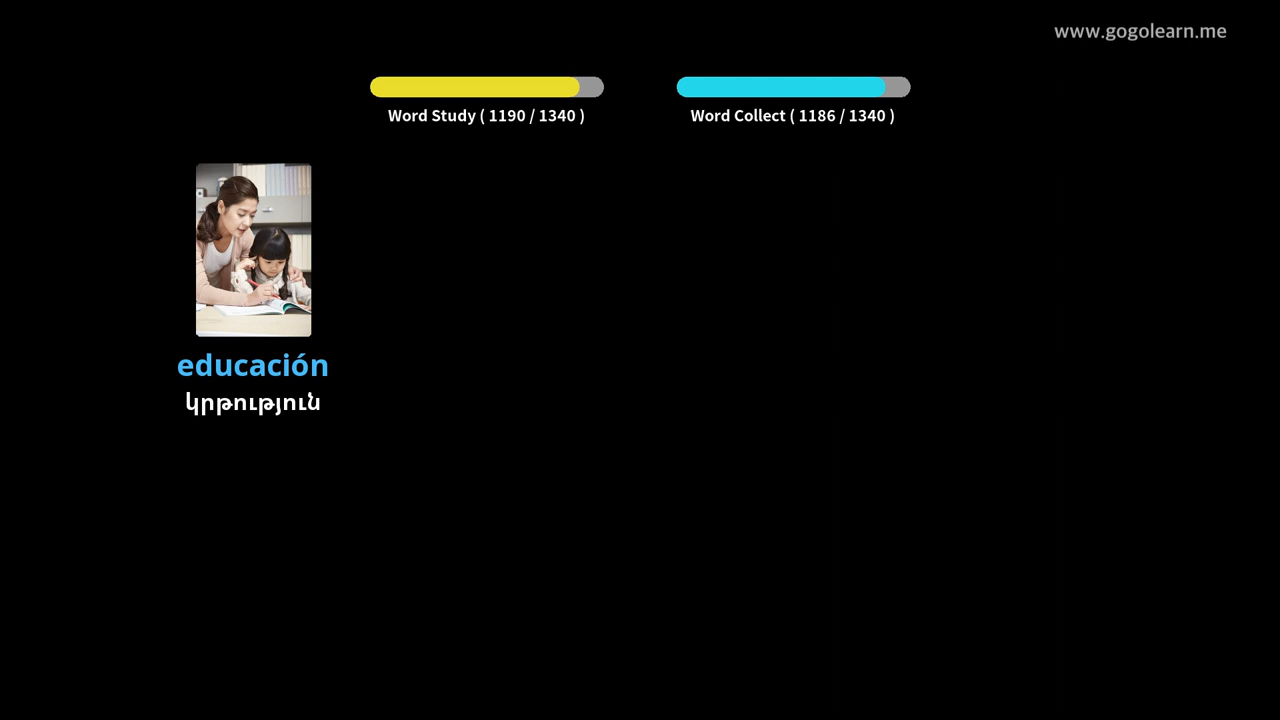 www.gogolearn.me
Word Study ( 1190 / 1340 )
Word Collect ( 1186 / 1340 )
educación
կրթություն